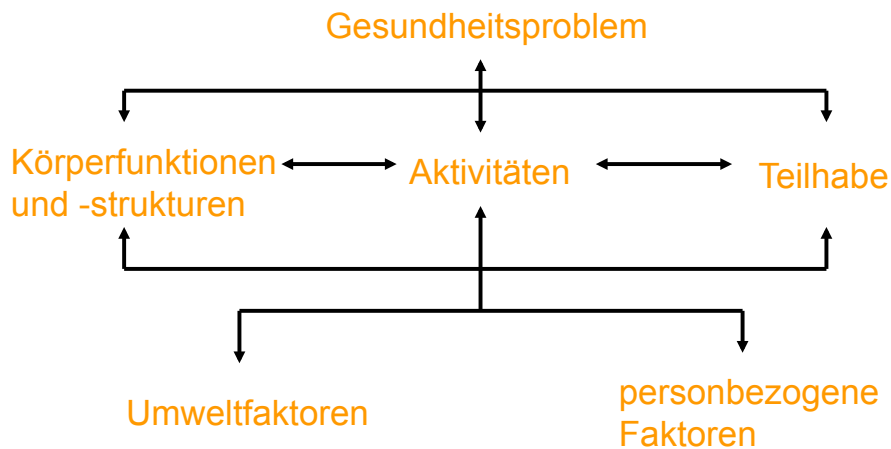 Gesundheitsproblem
Körperfunktionen
und -strukturen
Aktivitäten
Teilhabe
Umweltfaktoren
personbezogene
Faktoren